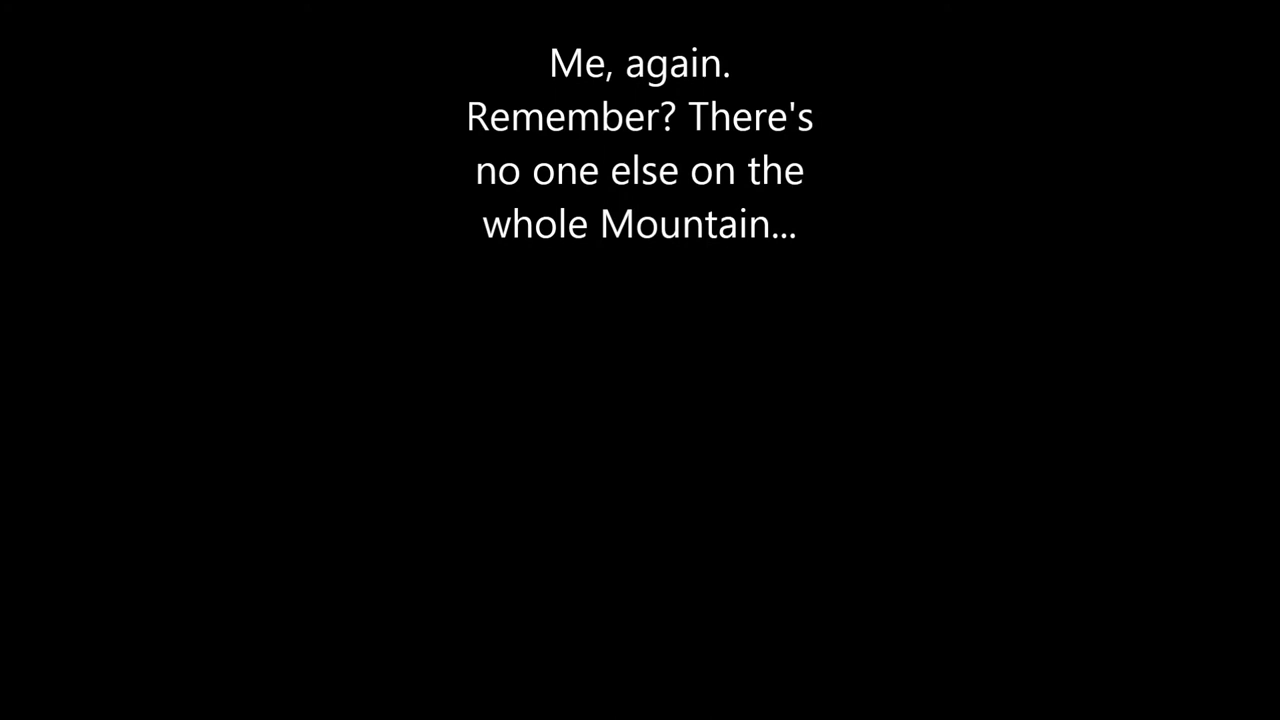 Me, again.
Remember? There's
no one else on the
whole Mountain...